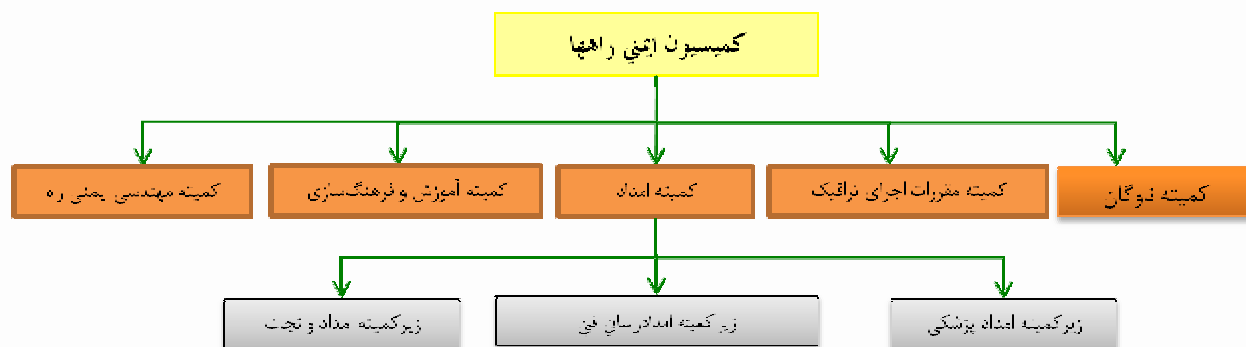 کمیسیون ایمني راهها
کمیته ناوگان
کمیته مقررات اجرای ترافیک
کمیته امداد
کمیته آموزش و فرهنگ‌سازی
کمیته مهندسی ایمنی راه
زیرکمیته امداد پزشکی
زیر کمیته امدادرسانی فنی
زیرکمیته امداد و نجات